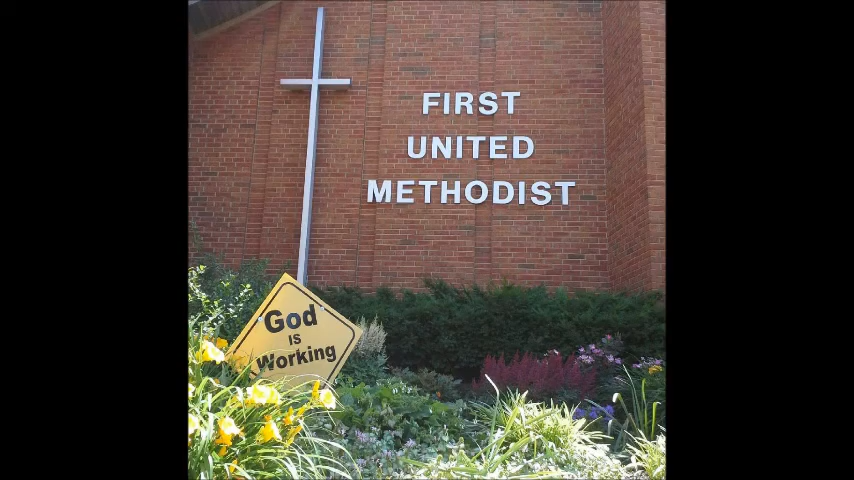 FIRST
UNITED
METHODIST
God
IS
Working